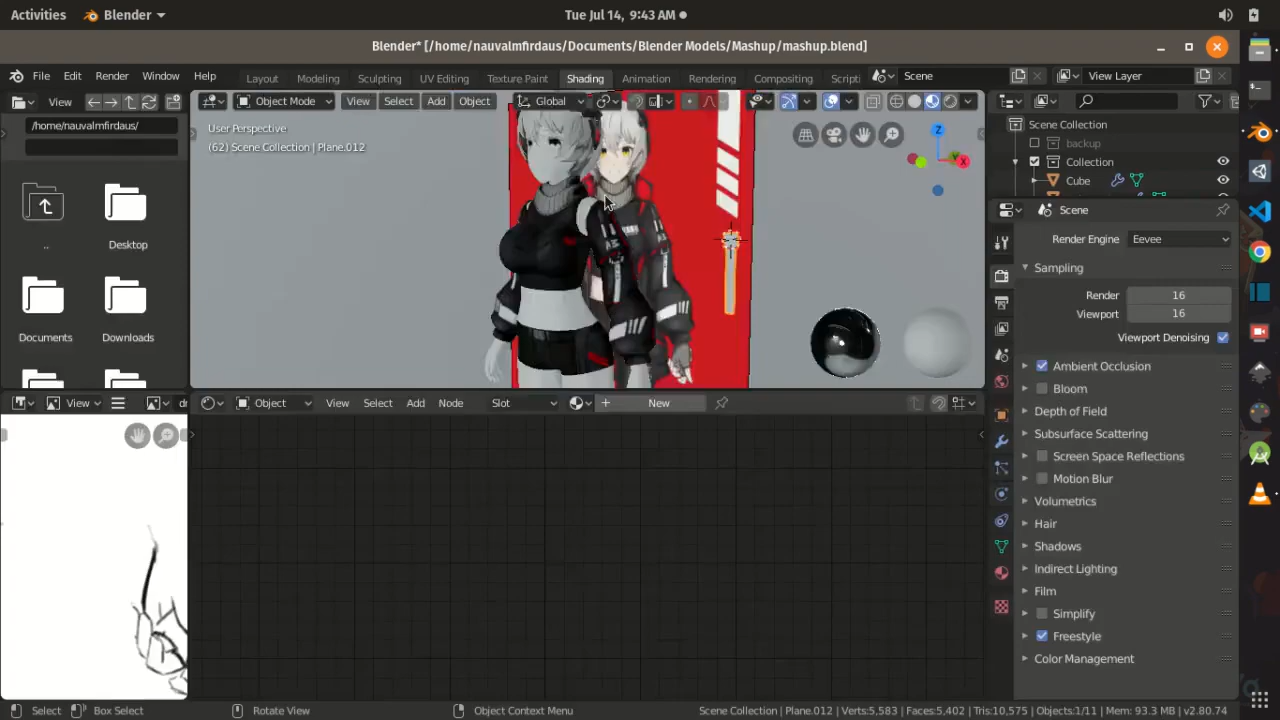 Activities Blender Tue Jul 14, 9:43 AM
Blender* [/home/nauvalmfirdaus/Documents/Blender Models/Mashup/mashup.blend]
File Edit Render Window Help Layout Modeling Sculpting UV Editing Texture Paint Shading Animation Rendering Compositing Scripti Scene View Layer
View Object Mode View Select Add Object Global
/home/nauvalmfirdaus/
User Perspective
(62) Scene Collection | Plane.012
..
Desktop
Documents
Downloads
Scene Collection
backup
Collection
Cube
Scene
Render Engine Eevee
Sampling
Render 16
Viewport 16
Viewport Denoising
Ambient Occlusion
Bloom
Depth of Field
Subsurface Scattering
Screen Space Reflections
Motion Blur
Volumetrics
Hair
Shadows
Indirect Lighting
Film
Simplify
Freestyle
Color Management
View Object View Select Add Node Slot New
Z
X
Select Box Select Rotate View Object Context Menu Scene Collection | Plane.012 | Verts:5,583 | Faces:5,402 | Tris:10,575 | Objects:1/11 | Mem: 93.3 MB | v2.80.74